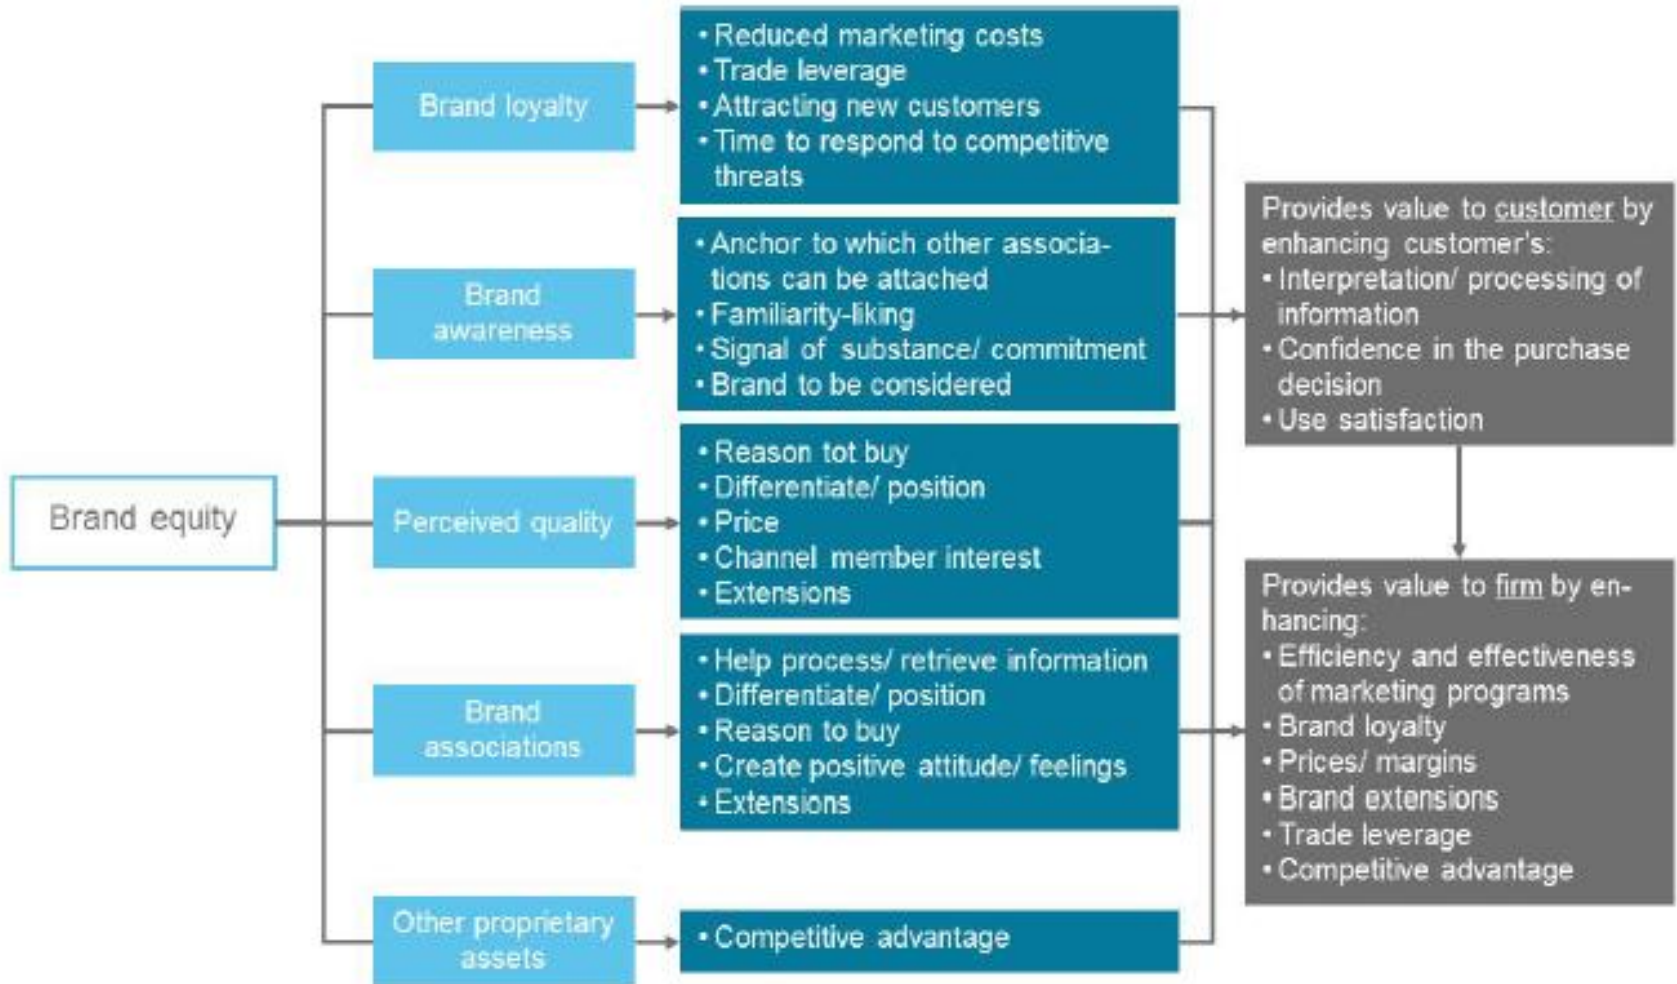 Brand equity
Brand loyalty
• Reduced marketing costs
• Trade leverage
• Attracting new customers
• Time to respond to competitive
threats
Brand
awareness
• Anchor to which other associa-
tions can be attached
• Familiarity-liking
• Signal of substance/ commitment
• Brand to be considered
Perceived quality
• Reason tot buy
• Differentiate/ position
• Price
• Channel member interest
• Extensions
Brand
associations
• Help process/ retrieve information
• Differentiate/ position
• Reason to buy
• Create positive attitude/ feelings
• Extensions
Other proprietary
assets
• Competitive advantage
Provides value to customer by
enhancing customer's:
• Interpretation/ processing of
information
• Confidence in the purchase
decision
• Use satisfaction
Provides value to firm by en-
hancing:
• Efficiency and effectiveness
of marketing programs
• Brand loyalty
• Prices/ margins
• Brand extensions
• Trade leverage
• Competitive advantage